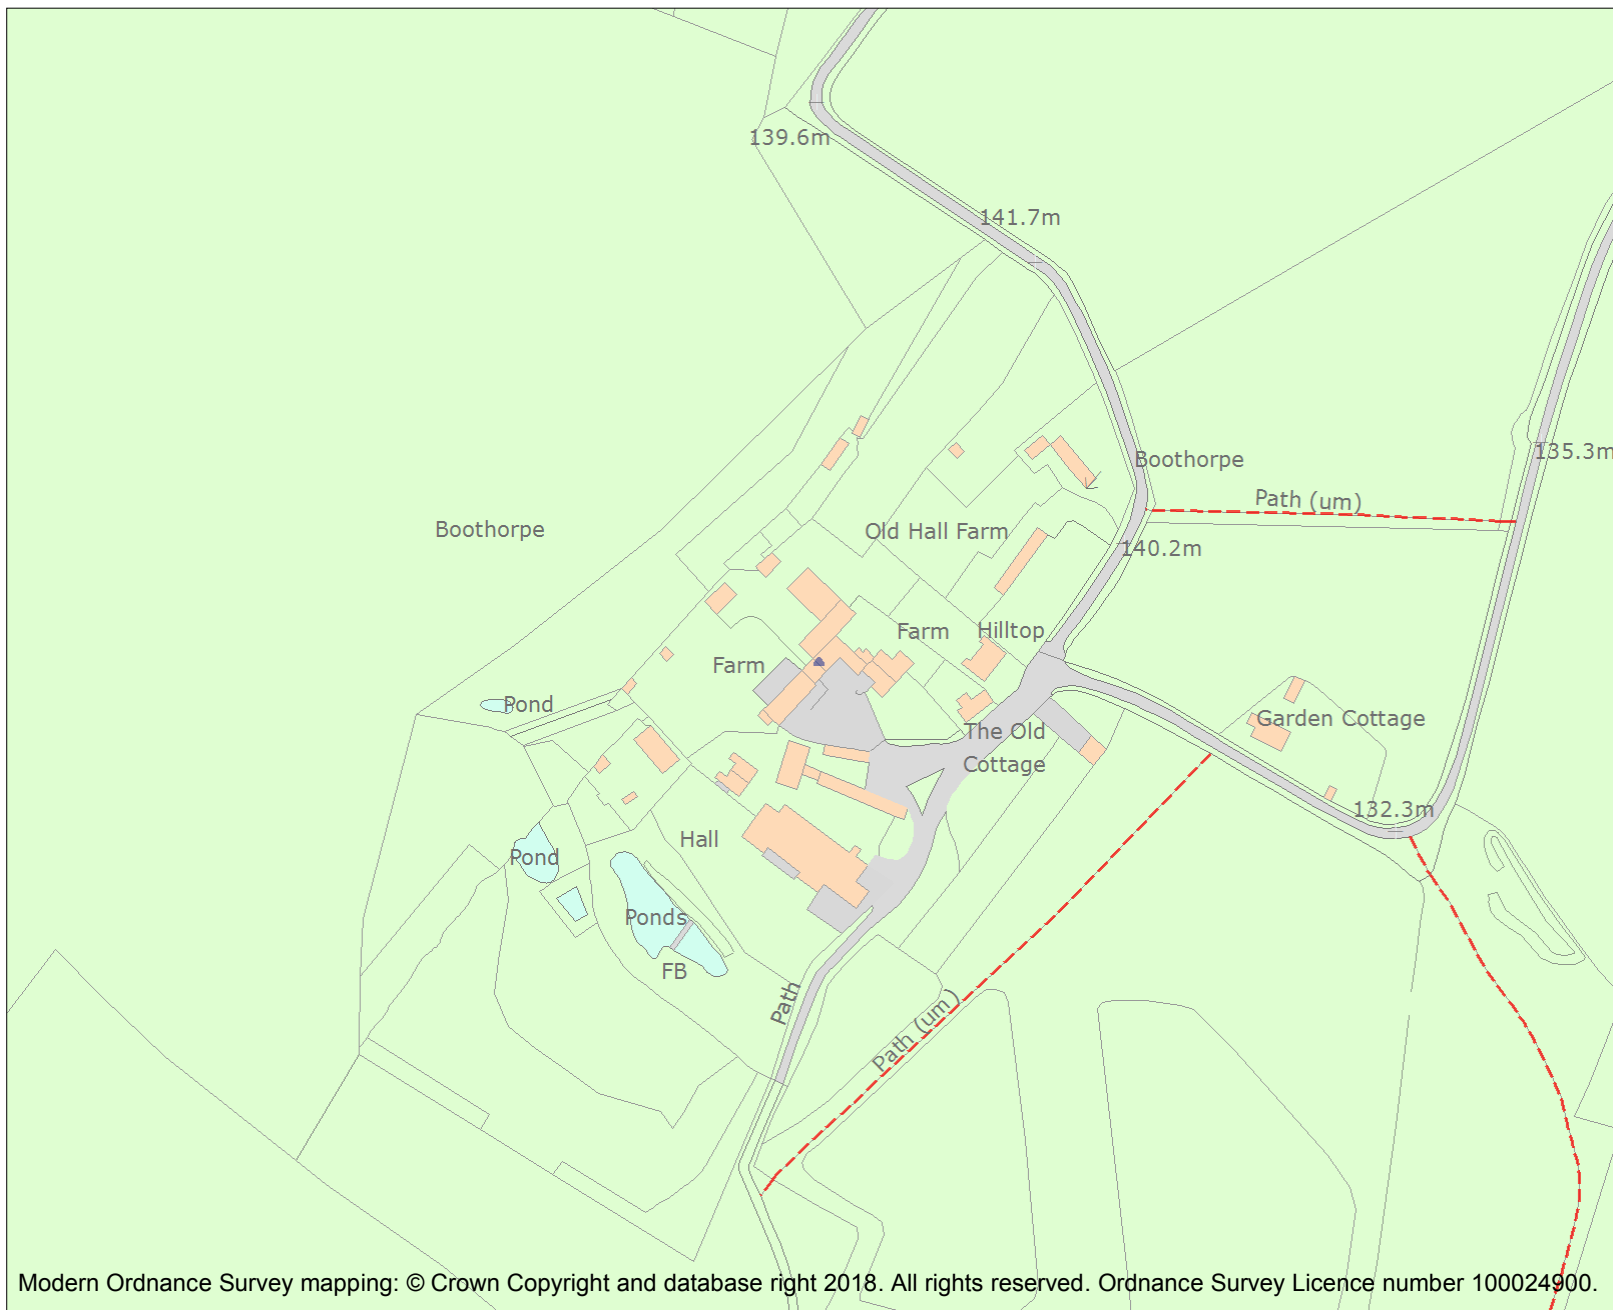 139.6m
141.7m
135.3m
Boothorpe
Path (um)
Boothorpe
Old Hall Farm
140.2m
Farm
Hilltop
Farm
Pond
Garden Cottage
The Old
Cottage
132.3m
Hall
Pond
Ponds
FB
Path
Path (um)
Modern Ordnance Survey mapping: © Crown Copyright and database right 2018. All rights reserved. Ordnance Survey Licence number 100024900.